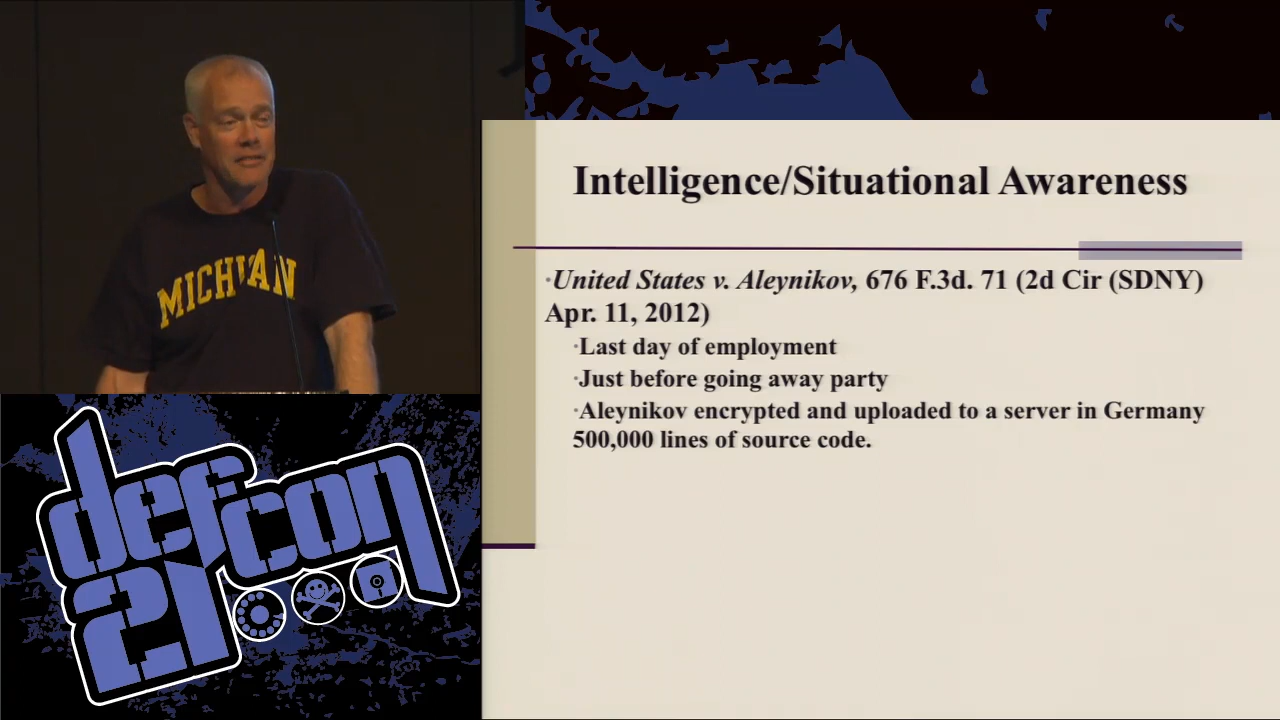 MICHIGAN
Intelligence/Situational Awareness
·United States v. Aleynikov, 676 F.3d. 71 (2d Cir (SDNY)
Apr. 11, 2012)
·Last day of employment
·Just before going away party
·Aleynikov encrypted and uploaded to a server in Germany
500,000 lines of source code.
defcon
21